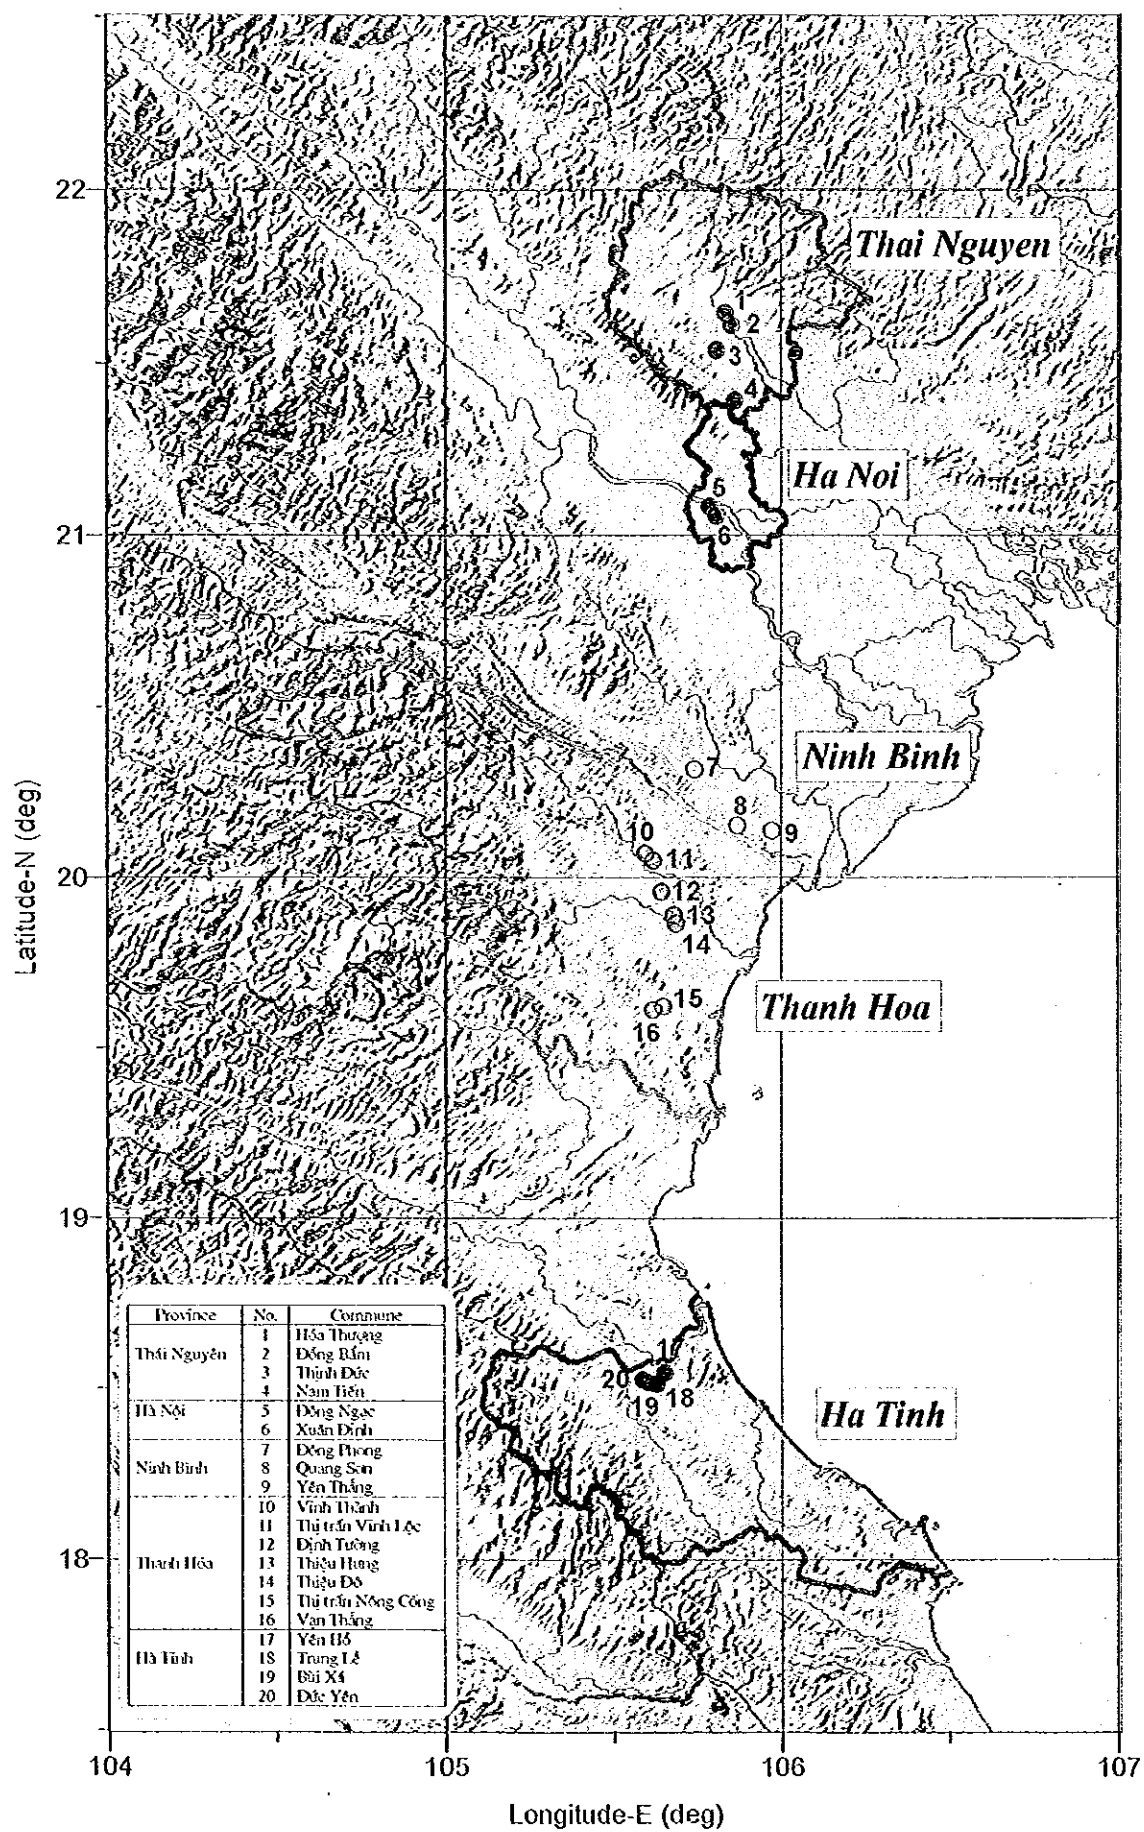 22
Thai Nguyen
1
2
3
4
Ha Noi
5
6
21
Ninh Binh
7
8
9
10
11
20
12
13
14
Thanh Hoa
15
16
19
Province No. Commune
1 Hóa Thượng
Thái Nguyên 2 Đồng Bẩm
3 Thịnh Đức
4 Nam Tiến
Hà Nội 5 Đông Ngạc
6 Xuân Đỉnh
7 Đồng Phong
Ninh Bình 8 Quang Sơn
9 Yên Thắng
10 Vĩnh Thành
11 Thị trấn Vĩnh Lộc
12 Định Tường
Thanh Hóa 13 Thiệu Hưng
14 Thiệu Đô
15 Thị trấn Nông Cống
16 Vạn Thắng
17 Yên Hồ
Hà Tĩnh 18 Trung Lễ
19 Bùi Xá
20 Đức Yên
1
20
19
18
Ha Tinh
18
104
105
106
107
Latitude-N (deg)
Longitude-E (deg)